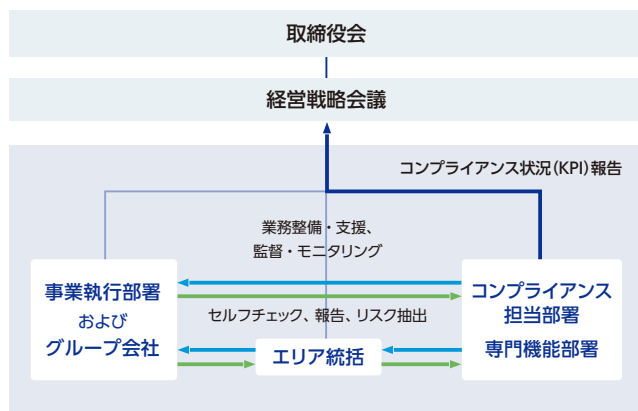 取締役会
経営戦略会議
コンプライアンス状況(KPI)報告
業務整備・支援、
監督・モニタリング
事業執行部署
および
グループ会社
コンプライアンス
担当部署
専門機能部署
セルフチェック、報告、リスク抽出
エリア統括